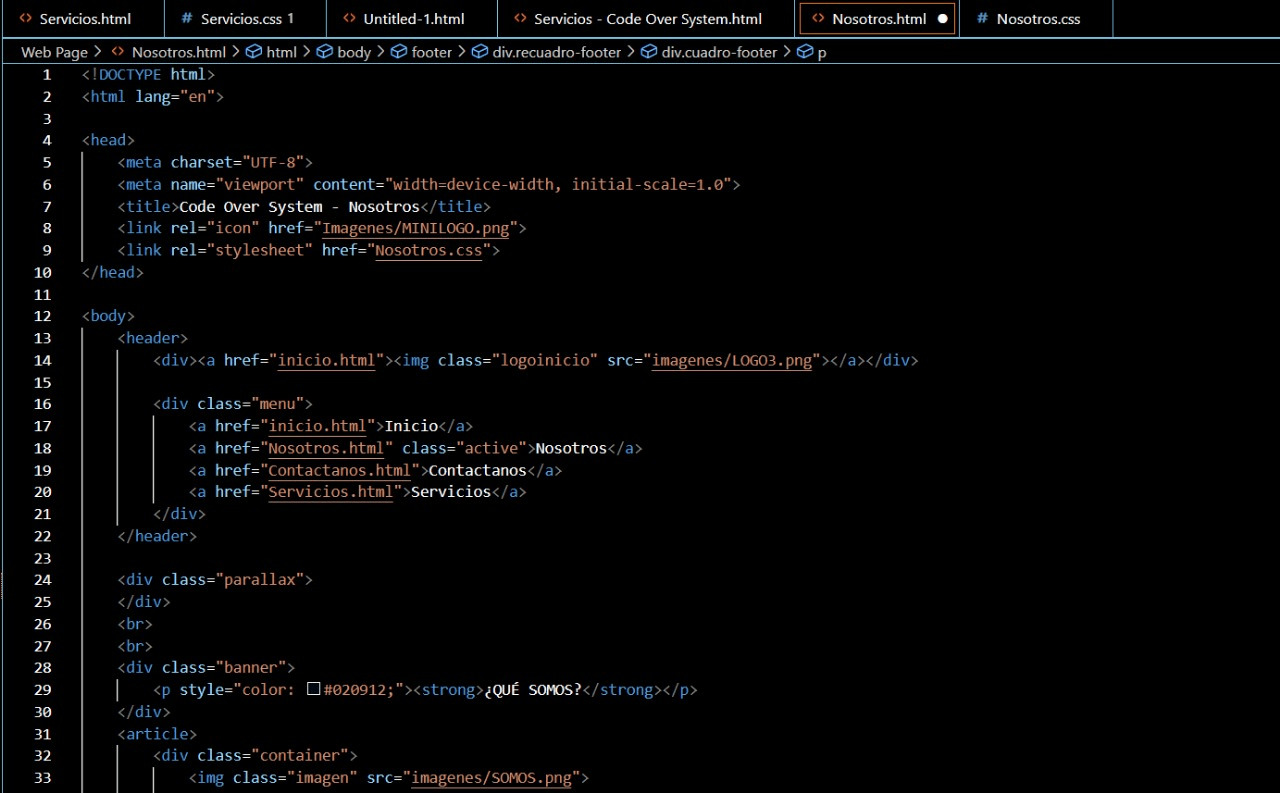 Servicios.html
Servicios.css 1
Untitled-1.html
Servicios - Code Over System.html
Nosotros.html
Nosotros.css
Web Page > Nosotros.html > html > body > footer > div.recuadro-footer > div.cuadro-footer > p
1 <!DOCTYPE html>
2 <html lang="en">
3
4 <head>
5 <meta charset="UTF-8">
6 <meta name="viewport" content="width=device-width, initial-scale=1.0">
7 <title>Code Over System - Nosotros</title>
8 <link rel="icon" href="Imagenes/MINILOGO.png">
9 <link rel="stylesheet" href="Nosotros.css">
10 </head>
11
12 <body>
13 <header>
14 <div><a href="inicio.html"><img class="logoinicio" src="imagenes/LOGO3.png"></a></div>
15
16 <div class="menu">
17 <a href="inicio.html">Inicio</a>
18 <a href="Nosotros.html" class="active">Nosotros</a>
19 <a href="Contactanos.html">Contactanos</a>
20 <a href="Servicios.html">Servicios</a>
21 </div>
22 </header>
23
24 <div class="parallax">
25 </div>
26 <br>
27 <br>
28 <div class="banner">
29 <p style="color: #020912;"><strong>¿QUÉ SOMOS?</strong></p>
30 </div>
31 <article>
32 <div class="container">
33 <img class="imagen" src="imagenes/SOMOS.png">